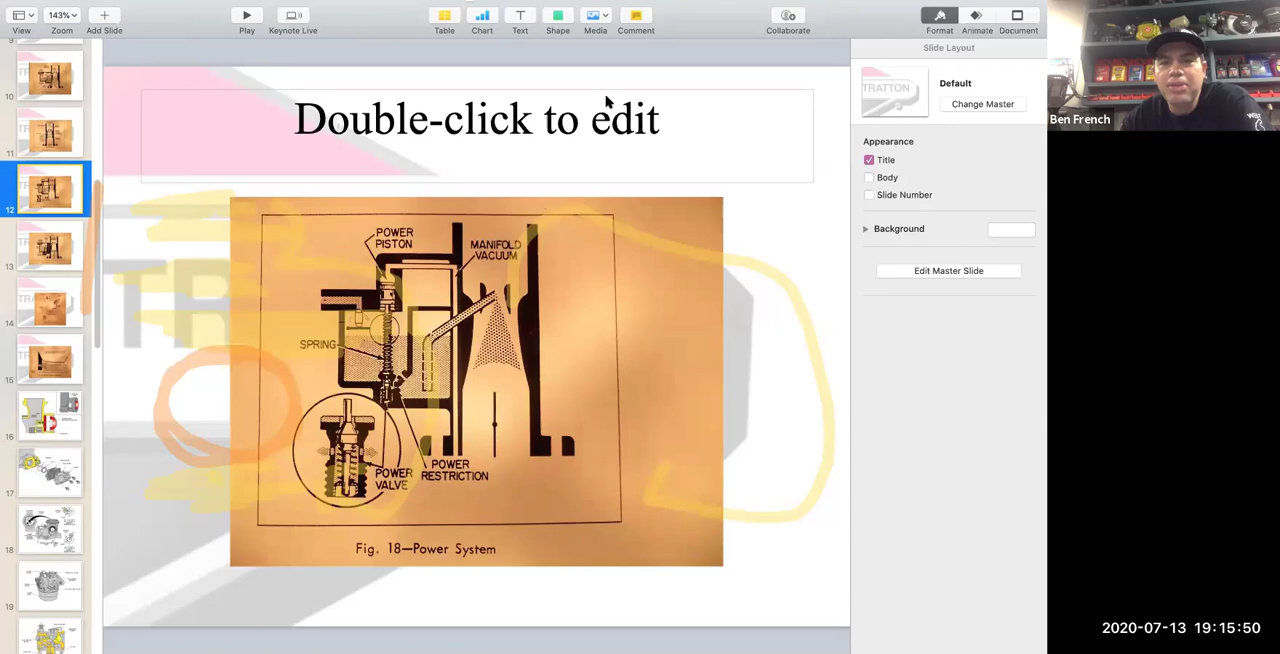 143%
View
Zoom
Add Slide
Play
Keynote Live
Table
Chart
Text
Shape
Media
Comment
Collaborate
Format
Animate
Document
Slide Layout
TRATTON
Default
Change Master
Appearance
Title
Body
Slide Number
Background
Edit Master Slide
9
10
11
12
13
14
15
16
17
18
19
Double-click to edit
POWER
PISTON
MANIFOLD
VACUUM
SPRING
POWER
VALVE
POWER
RESTRICTION
Fig. 18—Power System
Ben French
2020-07-13 19:15:50